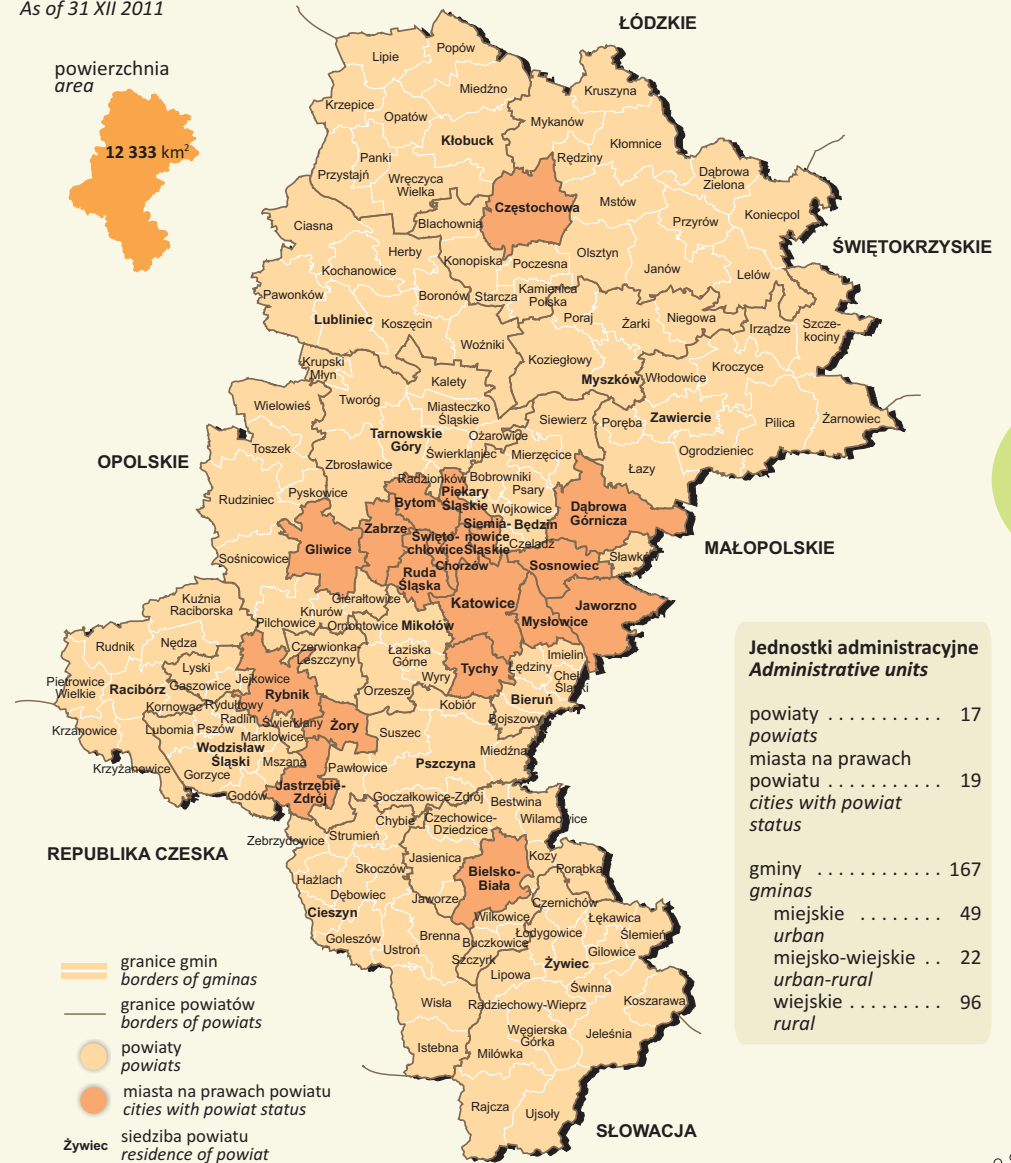 As of 31 XII 2011
powierzchnia
area
12 333 km²
ŁÓDZKIE
ŚWIĘTOKRZYSKIE
OPOLSKIE
MAŁOPOLSKIE
REPUBLIKA CZESKA
SŁOWACJA
Lipie
Popów
Miedźno
Krzepice
Opatów
Kłobuck
Panki
Przystajń
Wręczyca
Wielka
Kruszyna
Mykanów
Kłomnice
Rędziny
Dąbrowa
Zielona
Częstochowa
Mstów
Koniecpol
Przyrów
Ciasna
Blachownia
Herby
Konopiska
Poczesna
Olsztyn
Janów
Lelów
Kochanowice
Pawonków
Boronów
Starcza
Kamienica
Polska
Lubliniec
Koszęcin
Poraj
Żarki
Niegowa
Irządze
Szcze-
kociny
Woźniki
Koziegłowy
Krupski
Młyn
Myszków
Włodowice
Kroczyce
Kalety
Tworóg
Wielowieś
Miasteczko
Śląskie
Siewierz
Poręba
Zawiercie
Pilica
Żarnowiec
Tarnowskie
Góry
Ożarowice
Toszek
Świerklaniec
Mierzęcice
Ogrodzieniec
Zbrosławice
Łazy
Radzionków
Bobrowniki
Rudziniec
Pyskowice
Piekary
Śląskie
Psary
Bytom
Wojkowice
Dąbrowa
Górnicza
Zabrze
Siemia-
nowice
Śląskie
Będzin
Święto-
chłowice
Czeladź
Gliwice
Sośnicowice
Chorzów
Sosnowiec
Sławków
Ruda
Śląska
Katowice
Jaworzno
Mysłowice
Kuźnia
Raciborska
Gierałtowice
Knurów
Pilchowice
Ornontowice
Mikołów
Rudnik
Nędza
Czerwionka-
Leszczyny
Łaziska
Górne
Imielin
Lędziny
Tychy
Lyski
Wyry
Pietrowice
Wielkie
Racibórz
Gaszowice
Jejkowice
Rybnik
Orzesze
Bieruń
Kobiór
Kornowac
Rydułtowy
Radlin
Świerklany
Żory
Bojszowy
Krzanowice
Lubomia
Pszów
Marklowice
Suszec
Wodzisław
Śląski
Mszana
Miedźna
Krzyżanowice
Gorzyce
Pawłowice
Pszczyna
Godów
Jastrzębie-
Zdrój
Goczałkowice-Zdrój
Bestwina
Chybie
Czechowice-
Dziedzice
Wilamowice
Zebrzydowice
Strumień
Jasienica
Kozy
Porąbka
Skoczów
Bielsko-
Biała
Hażlach
Dębowiec
Jaworze
Czernichów
Cieszyn
Wilkowice
Łękawica
Goleszów
Ustroń
Brenna
Buczkowice
Łodygowice
Ślemień
Gilowice
Szczyrk
Żywiec
Lipowa
Świnna
Wisła
Radziechowy-Wieprz
Koszarawa
Węgierska
Górka
Jeleśnia
Istebna
Milówka
Rajcza
Ujsoły
Jednostki administracyjne
Administrative units
powiaty . . . . . . . . . . . 17
powiats
miasta na prawach
powiatu . . . . . . . . . . . 19
cities with powiat
status
gminy . . . . . . . . . . . . 167
gminas
miejskie . . . . . . . . 49
urban
miejsko-wiejskie . . 22
urban-rural
wiejskie . . . . . . . . . 96
rural
granice gmin
borders of gminas
granice powiatów
borders of powiats
powiaty
powiats
miasta na prawach powiatu
cities with powiat status
Żywiec siedziba powiatu
residence of powiat